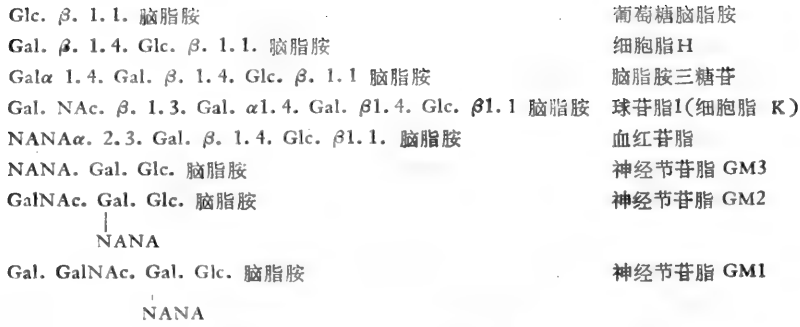 Glc. β. 1.1. 脑脂胺 葡萄糖脑脂胺
Gal. β. 1.4. Glc. β. 1.1. 脑脂胺 细胞脂H
Galα 1.4. Gal. β. 1.4. Glc. β. 1.1 脑脂胺 脑脂胺三糖苷
Gal. NAc. β. 1.3. Gal. α1.4. Gal. β1.4. Glc. β1.1 脑脂胺 球苷脂1(细胞脂 K)
NANAα. 2.3. Gal. β. 1.4. Glc. β1.1. 脑脂胺 血红苷脂
NANA. Gal. Glc. 脑脂胺 神经节苷脂 GM3
GalNAc. Gal. Glc. 脑脂胺 神经节苷脂 GM2
NANA
Gal. GalNAc. Gal. Glc. 脑脂胺 神经节苷脂 GM1
NANA